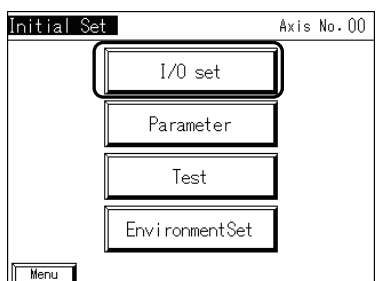 Initial Set Axis No.00
I/O set
Parameter
Test
EnvironmentSet
Menu